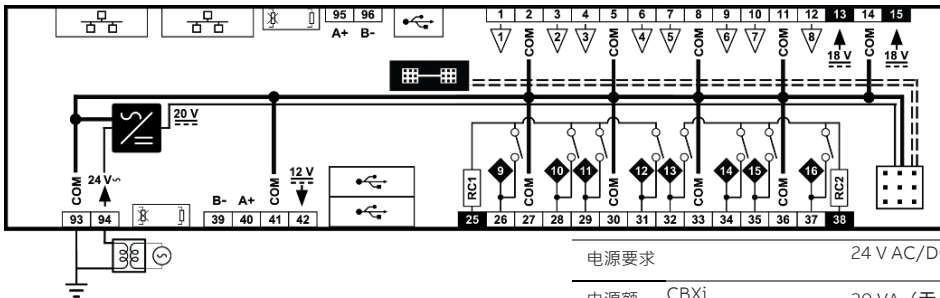 95 96
A+ B-
1 2 3 4 5 6 7 8 9 10 11 12 13 14 15
1 COM 2 3 COM 4 5 COM 6 7 COM 8 18 V COM 18 V
20 V
24 V~
12 V
COM COM
B- A+
RC1 9 COM 10 11 COM 12 13 COM 14 15 COM 16 RC2
93 94 39 40 41 42 25 26 27 28 29 30 31 32 33 34 35 36 37 38
电源要求 24 V AC/D
CBXi